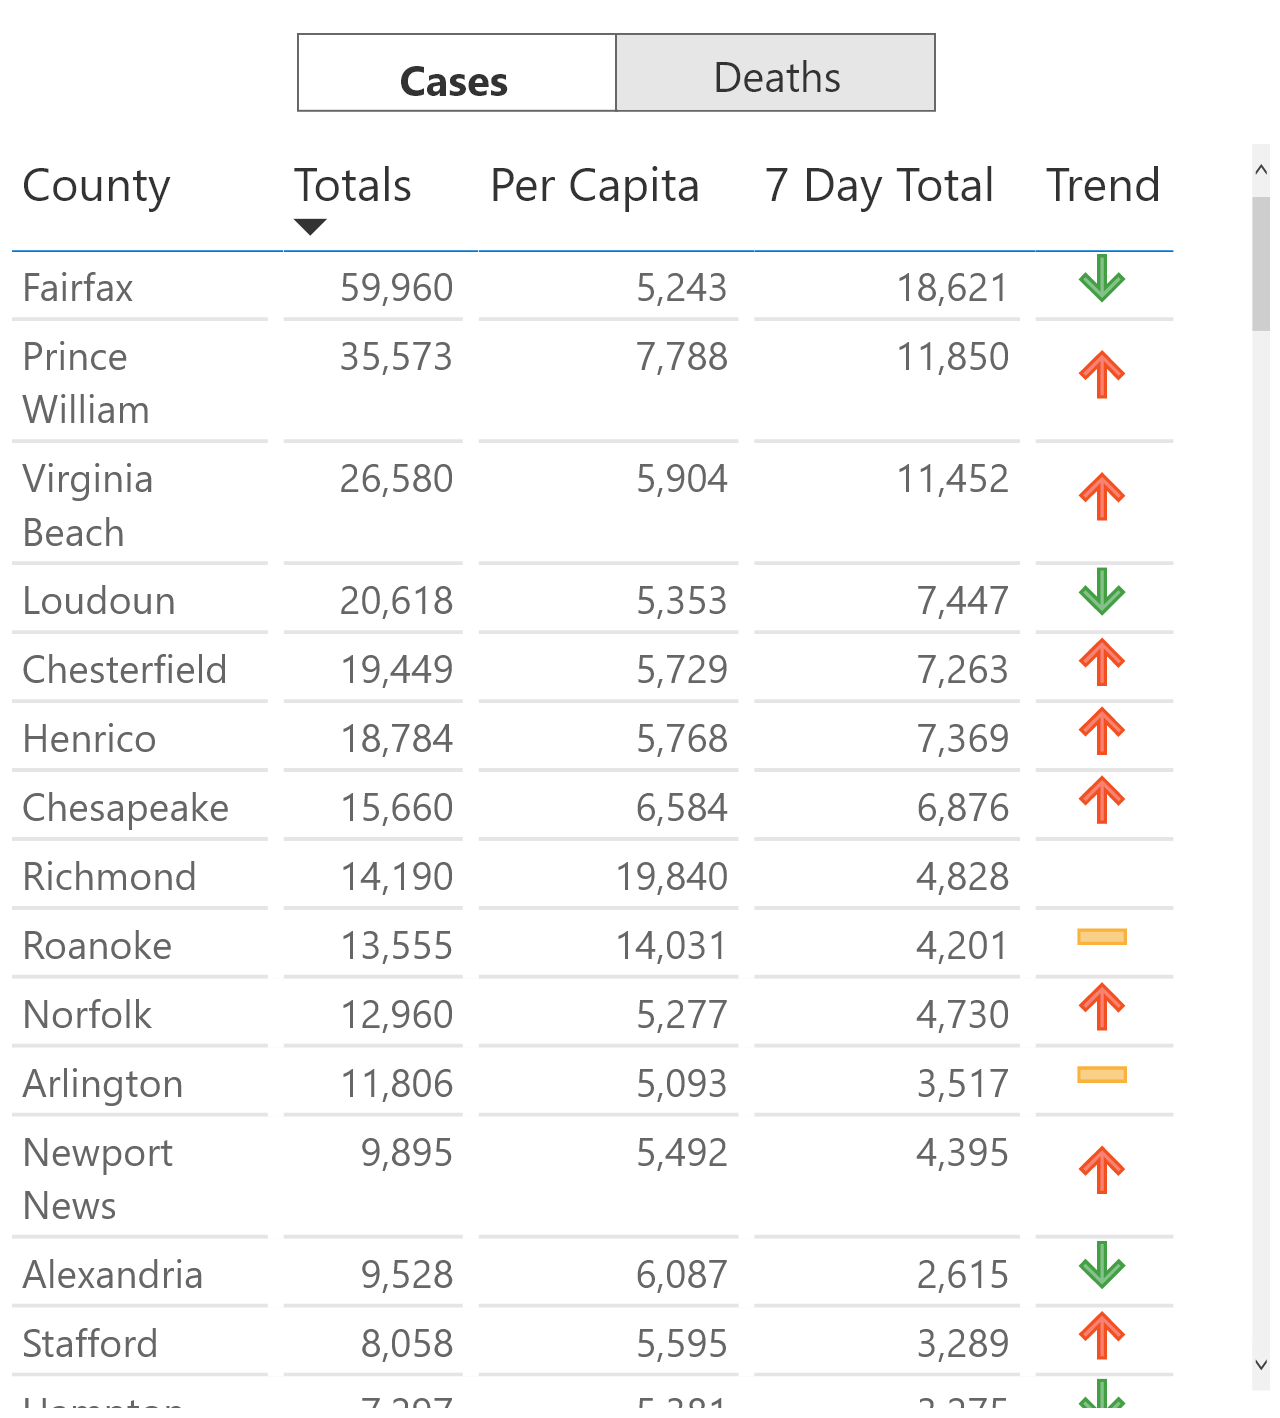 Cases Deaths
County Totals Per Capita 7 Day Total Trend
Fairfax 59,960 5,243 18,621
Prince 35,573 7,788 11,850
William
Virginia 26,580 5,904 11,452
Beach
Loudoun 20,618 5,353 7,447
Chesterfield 19,449 5,729 7,263
Henrico 18,784 5,768 7,369
Chesapeake 15,660 6,584 6,876
Richmond 14,190 19,840 4,828
Roanoke 13,555 14,031 4,201
Norfolk 12,960 5,277 4,730
Arlington 11,806 5,093 3,517
Newport 9,895 5,492 4,395
News
Alexandria 9,528 6,087 2,615
Stafford 8,058 5,595 3,289